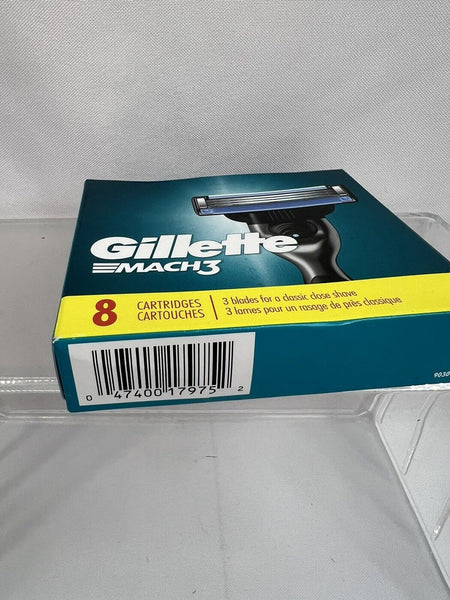 Gillette
MACH3
8 CARTRIDGES
CARTOUCHES
3 blades for a classic close shave
3 lames pour un rasage de près classique
9030
0 47400 17975 2